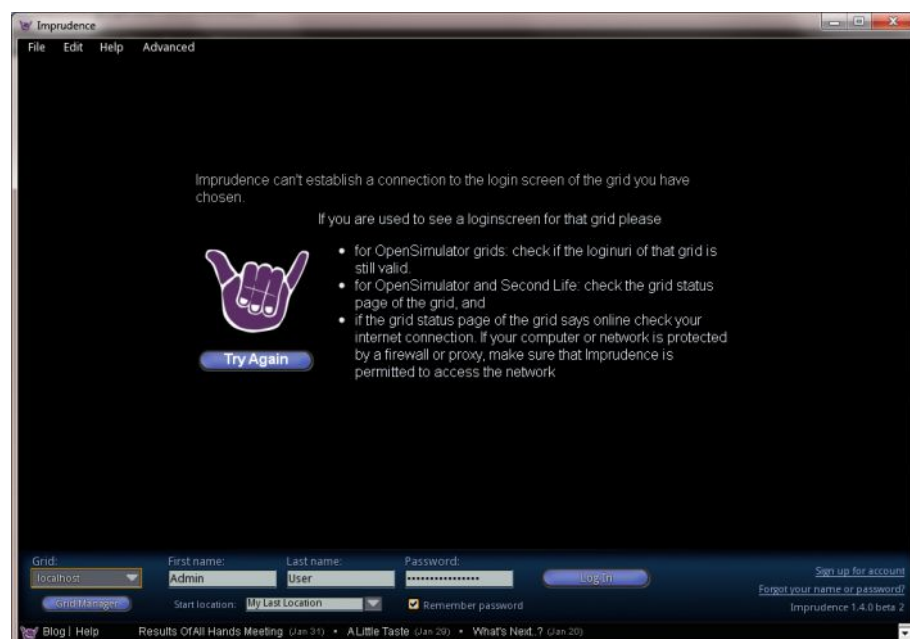 Imprudence
File Edit Help Advanced
Imprudence can't establish a connection to the login screen of the grid you have
chosen.
If you are used to see a loginscreen for that grid please
• for OpenSimulator grids: check if the loginuri of that grid is
still valid.
• for OpenSimulator and Second Life: check the grid status
page of the grid, and
• if the grid status page of the grid says online check your
internet connection. If your computer or network is protected
by a firewall or proxy, make sure that Imprudence is
permitted to access the network
Try Again
Grid: First name: Last name: Password:
localhost Admin User •••••••••••••••• Log In
Sign up for account
Forgot your name or password?
Grid Manager Start location: My Last Location Remember password
Imprudence 1.4.0 beta 2
Blog | Help Results Of All Hands Meeting (Jan 31) • A Little Taste (Jan 29) • What's Next..? (Jan 20)